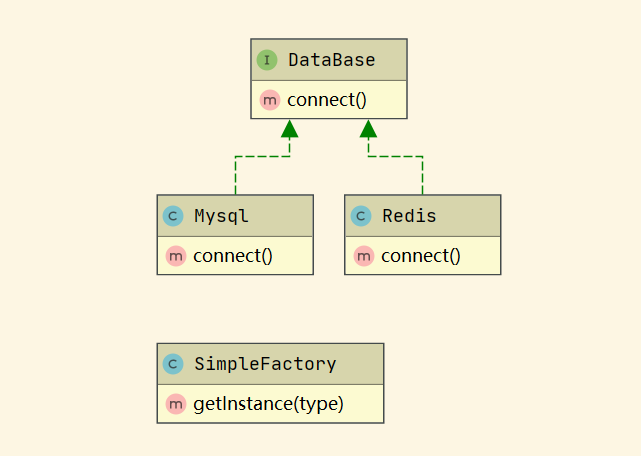 I DataBase
m connect()
C Mysql
m connect()
C Redis
m connect()
C SimpleFactory
m getInstance(type)